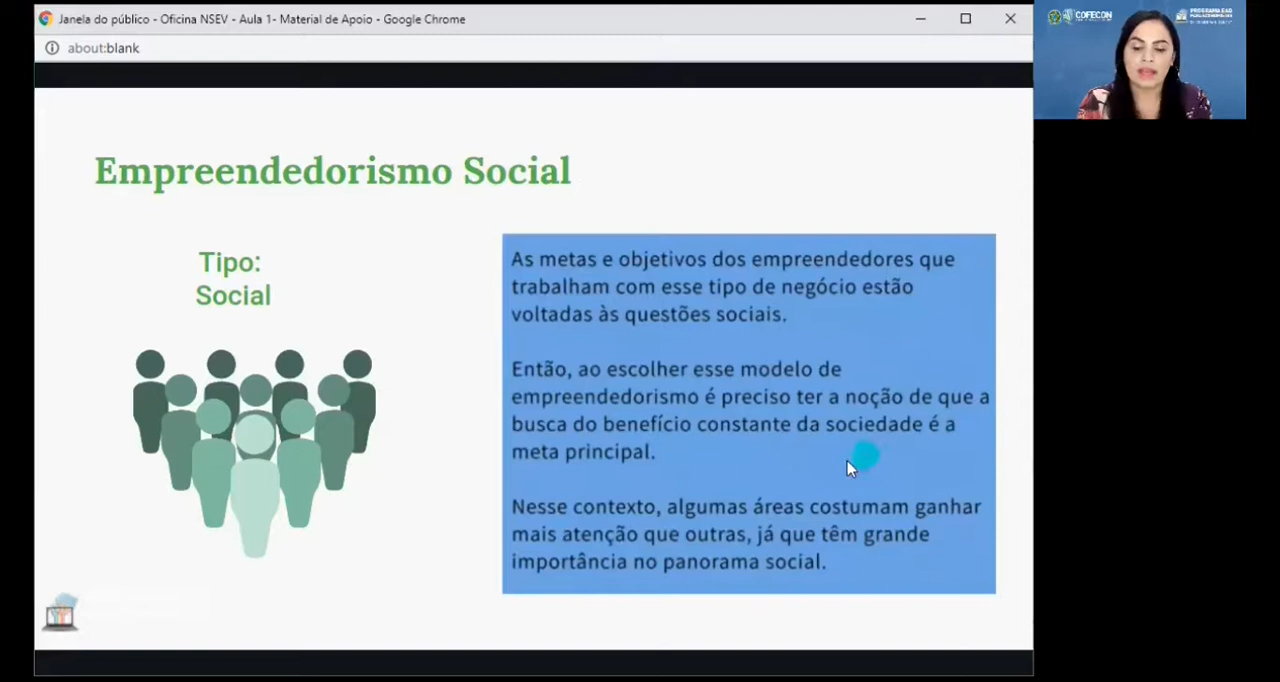 Janela do público - Oficina NSEV - Aula 1- Material de Apoio - Google Chrome
about:blank
COFECON
Empreendedorismo Social
Tipo:
Social
As metas e objetivos dos empreendedores que
trabalham com esse tipo de negócio estão
voltadas às questões sociais.
Então, ao escolher esse modelo de
empreendedorismo é preciso ter a noção de que a
busca do benefício constante da sociedade é a
meta principal.
Nesse contexto, algumas áreas costumam ganhar
mais atenção que outras, já que têm grande
importância no panorama social.